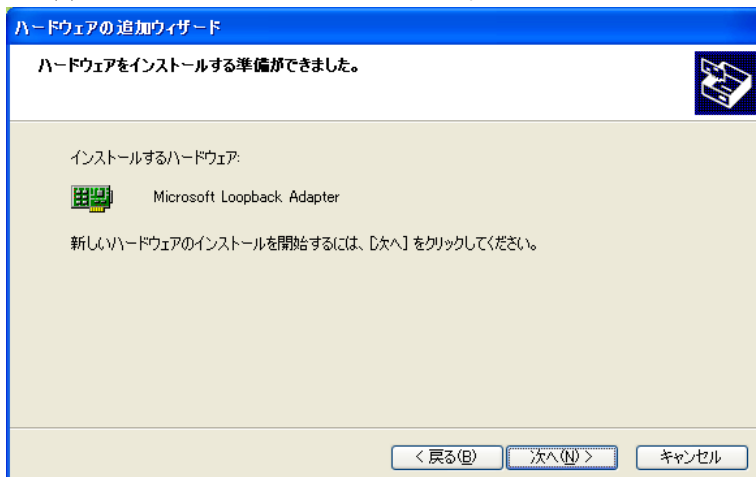 ハードウェアの追加ウィザード
ハードウェアをインストールする準備ができました。
インストールするハードウェア:
Microsoft Loopback Adapter
新しいハードウェアのインストールを開始するには、[次へ] をクリックしてください。
< 戻る(B) 次へ(N) > キャンセル